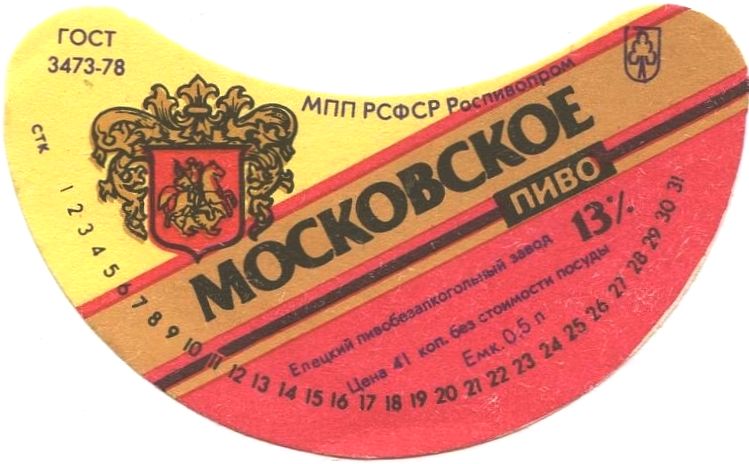 ГОСТ
3473-78
МПП РСФСР Роспивопром
стк
МОСКОВСКОЕ
ПИВО
13%
Елецкий пивобезалкогольный завод
Цена 41 коп. без стоимости посуды
Емк. 0,5 л
1 2 3 4 5 6 7 8 9 10 11 12 13 14 15 16 17 18 19 20 21 22 23 24 25 26 27 28 29 30 31